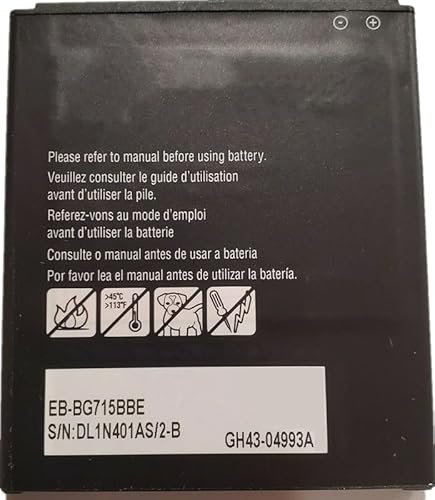 Please refer to manual before using battery.
Veuillez consulter le guide d'utilisation
avant d'utiliser la pile.
Referez-vons au mode d'emploi
avant d'utiliser la batterie
Consulte o manual antes de usar a bateria
Por favor lea el manual antes de utilizar la batería.
>45°C
>113°F
EB-BG715BBE
S/N:DL1N401AS/2-B
GH43-04993A